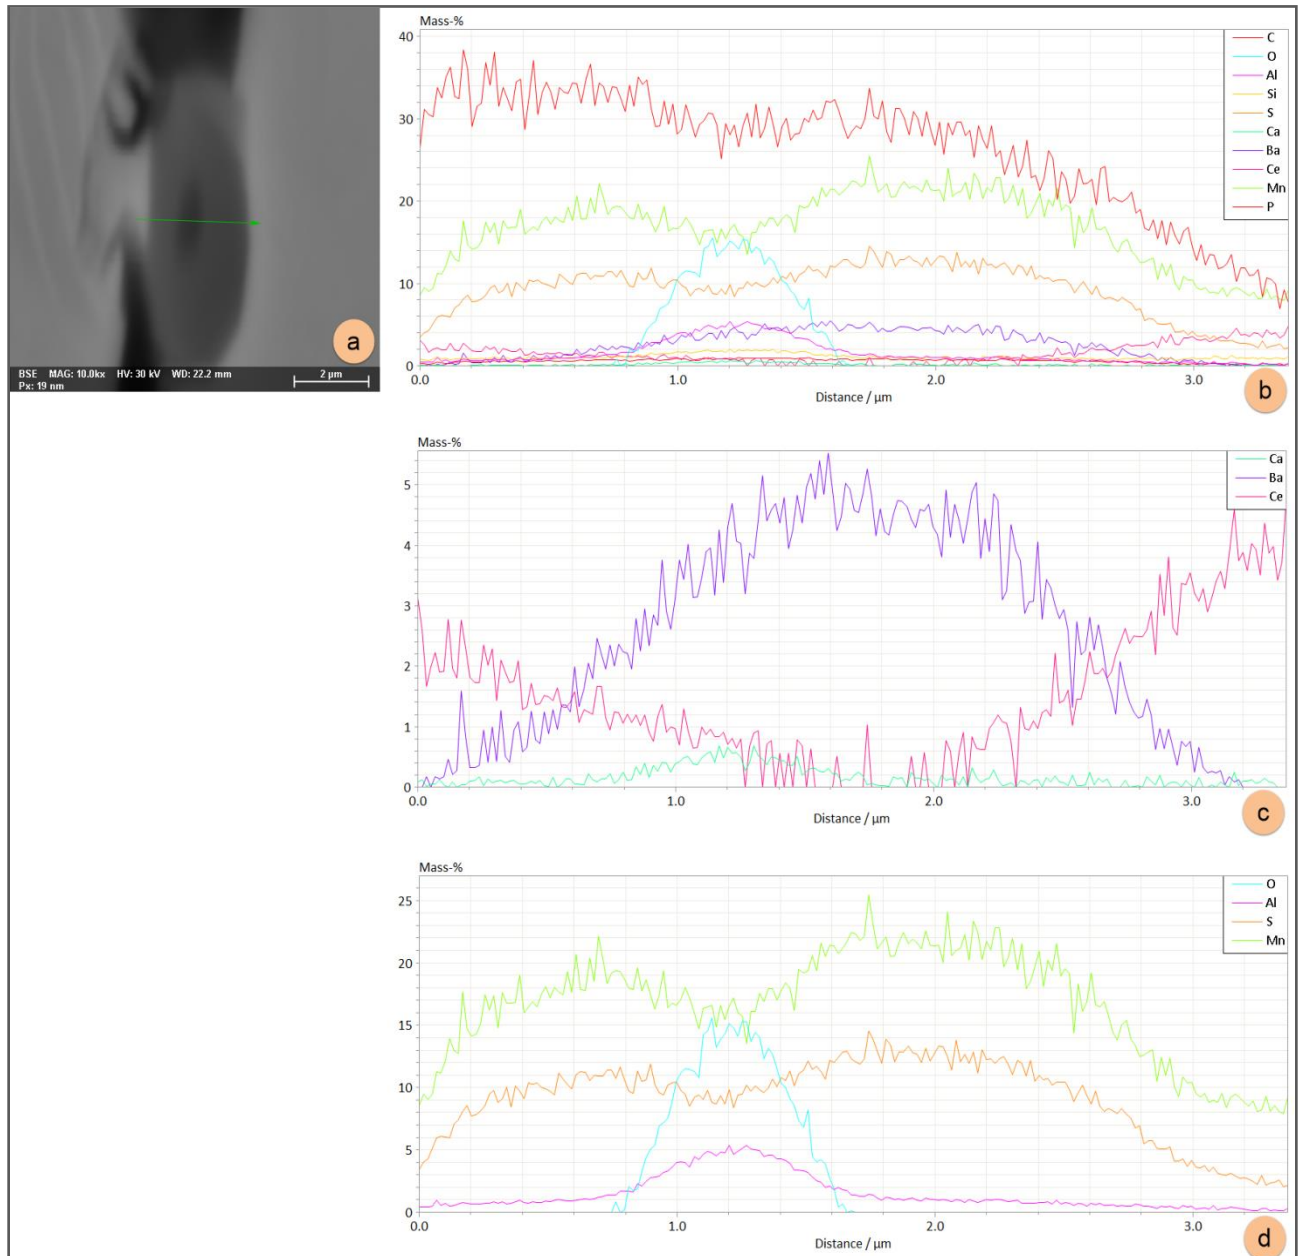 BSE MAG: 10.0kx HV: 30 kV WD: 22.2 mm
Px: 19 nm
2 µm
a
Mass-%
40
30
20
10
0
0.0 1.0 2.0 3.0
Distance / µm
C
O
Al
Si
S
Ca
Ba
Ce
Mn
P
b
Mass-%
5
4
3
2
1
0
0.0 1.0 2.0 3.0
Distance / µm
Ca
Ba
Ce
c
Mass-%
25
20
15
10
5
0
0.0 1.0 2.0 3.0
Distance / µm
O
Al
S
Mn
d